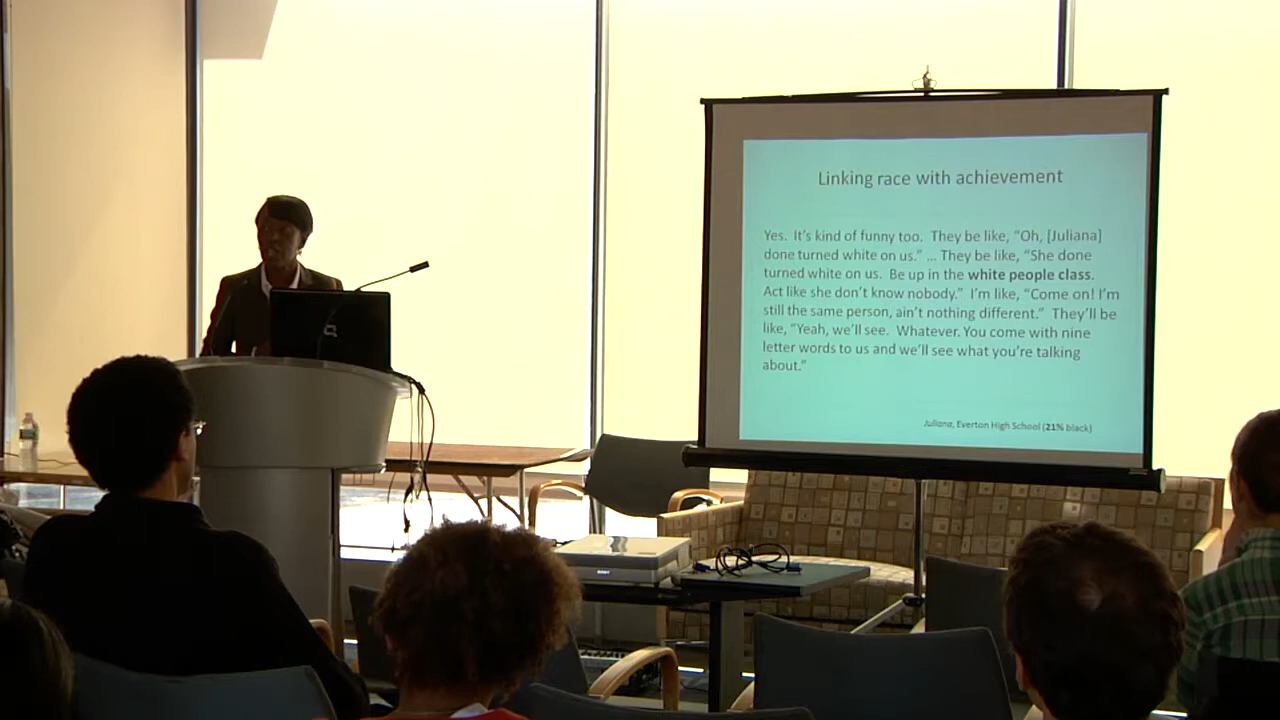 Linking race with achievement
Yes. It's kind of funny too. They be like, “Oh, [Juliana]
done turned white on us.” ... They be like, “She done
turned white on us. Be up in the white people class.
Act like she don't know nobody.” I'm like, “Come on! I'm
still the same person, ain't nothing different.” They'll be
like, “Yeah, we'll see. Whatever. You come with nine
letter words to us and we'll see what you're talking
about.”
Juliana, Everton High School (21% black)